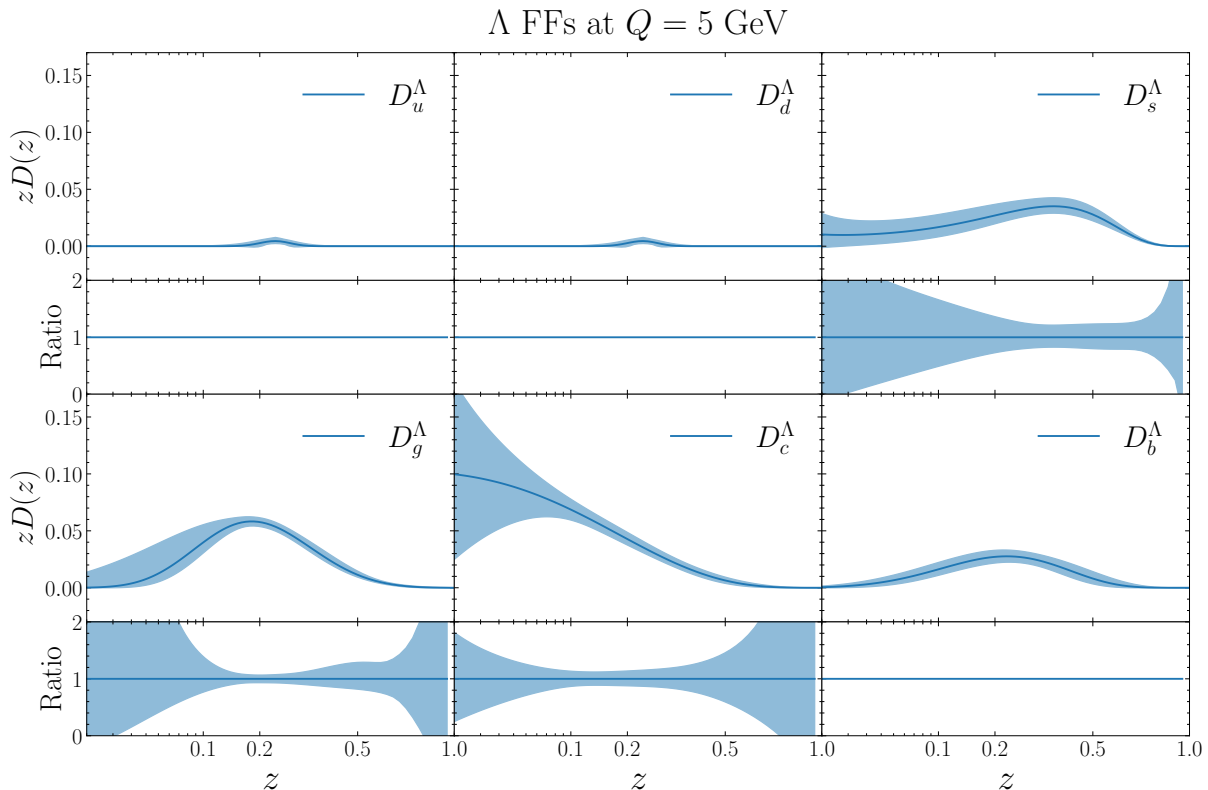 Λ FFs at Q = 5 GeV
zD(z)
0.15
0.10
0.05
0.00
D_u^Λ
D_d^Λ
D_s^Λ
Ratio
2
1
0
zD(z)
0.15
0.10
0.05
0.00
D_g^Λ
D_c^Λ
D_b^Λ
Ratio
2
1
0
0.1 0.2 0.5 1.0 0.1 0.2 0.5 1.0 0.1 0.2 0.5 1.0
z z z